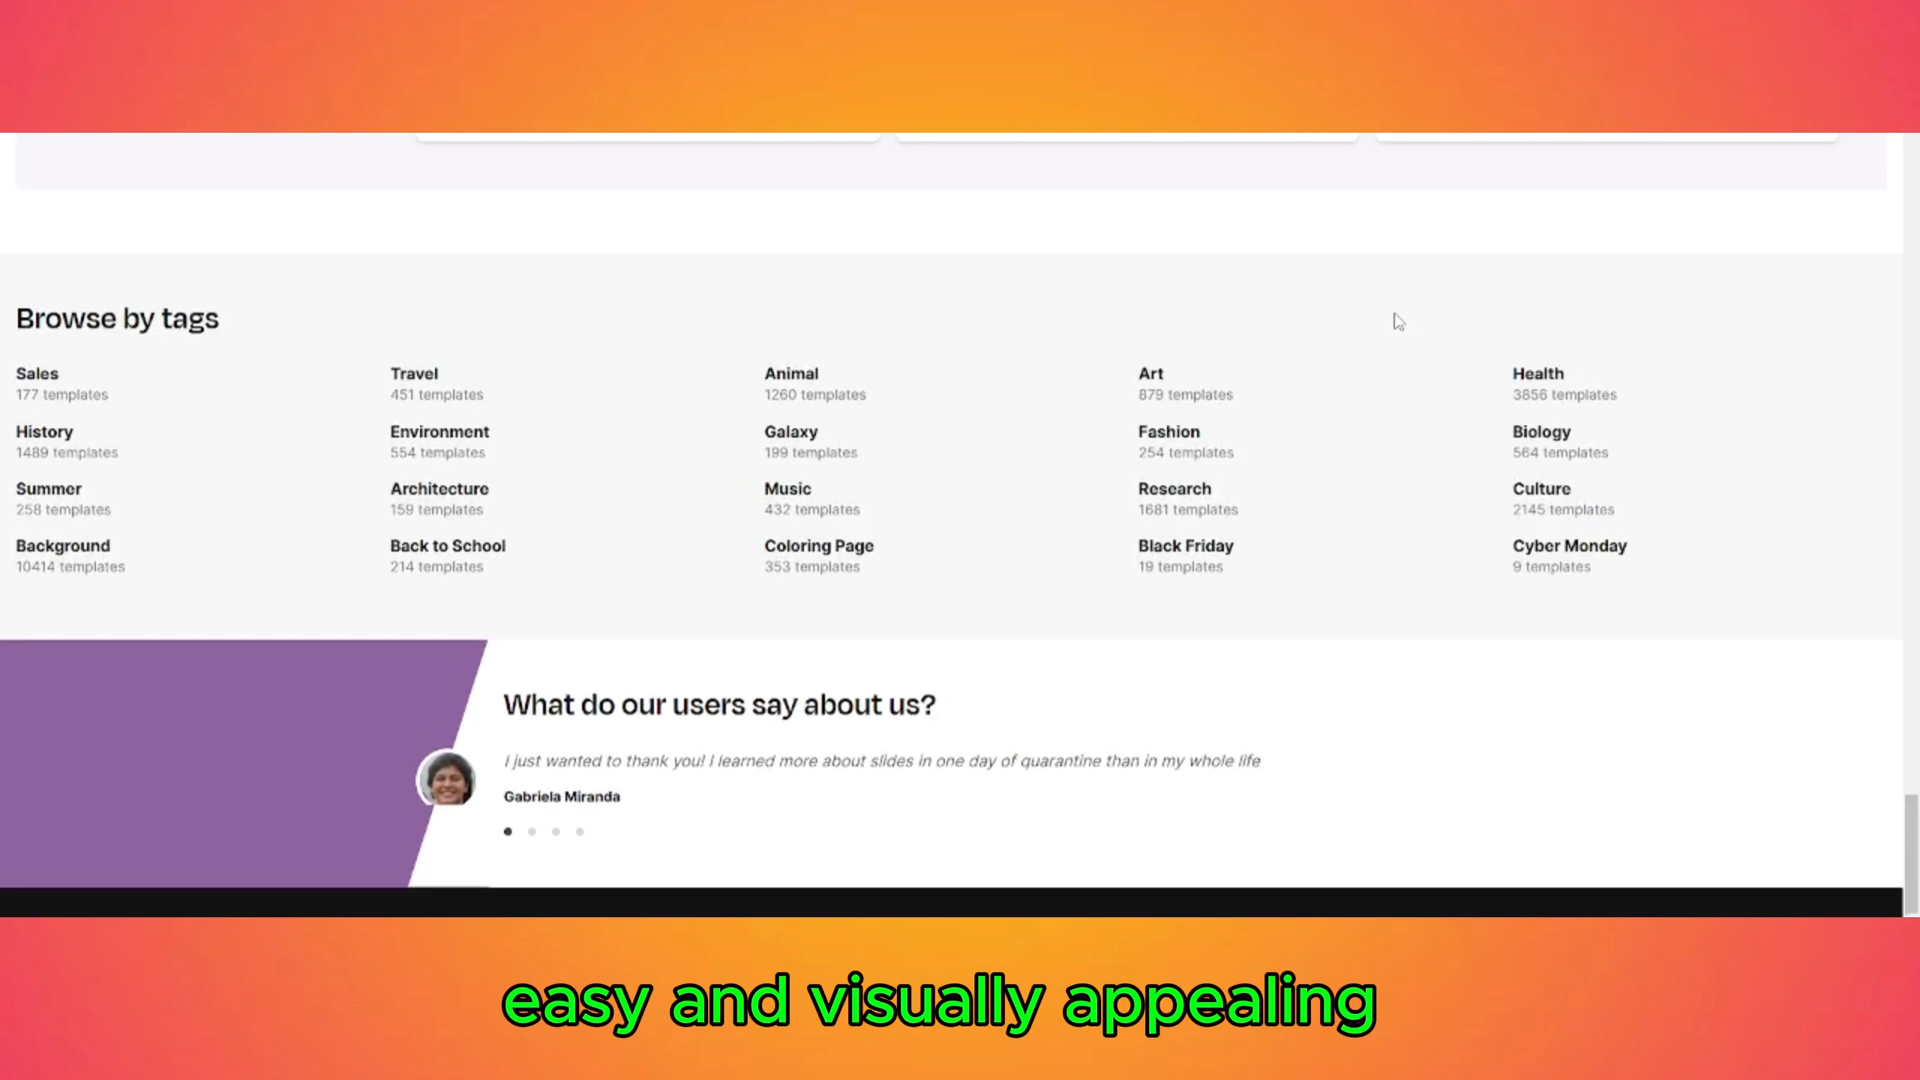 Browse by tags
Sales
177 templates
Travel
451 templates
Animal
1260 templates
Art
879 templates
Health
3856 templates
History
1489 templates
Environment
554 templates
Galaxy
199 templates
Fashion
254 templates
Biology
564 templates
Summer
258 templates
Architecture
159 templates
Music
432 templates
Research
1681 templates
Culture
2145 templates
Background
10414 templates
Back to School
214 templates
Coloring Page
353 templates
Black Friday
19 templates
Cyber Monday
9 templates
What do our users say about us?
I just wanted to thank you! I learned more about slides in one day of quarantine than in my whole life
Gabriela Miranda
easy and visually appealing